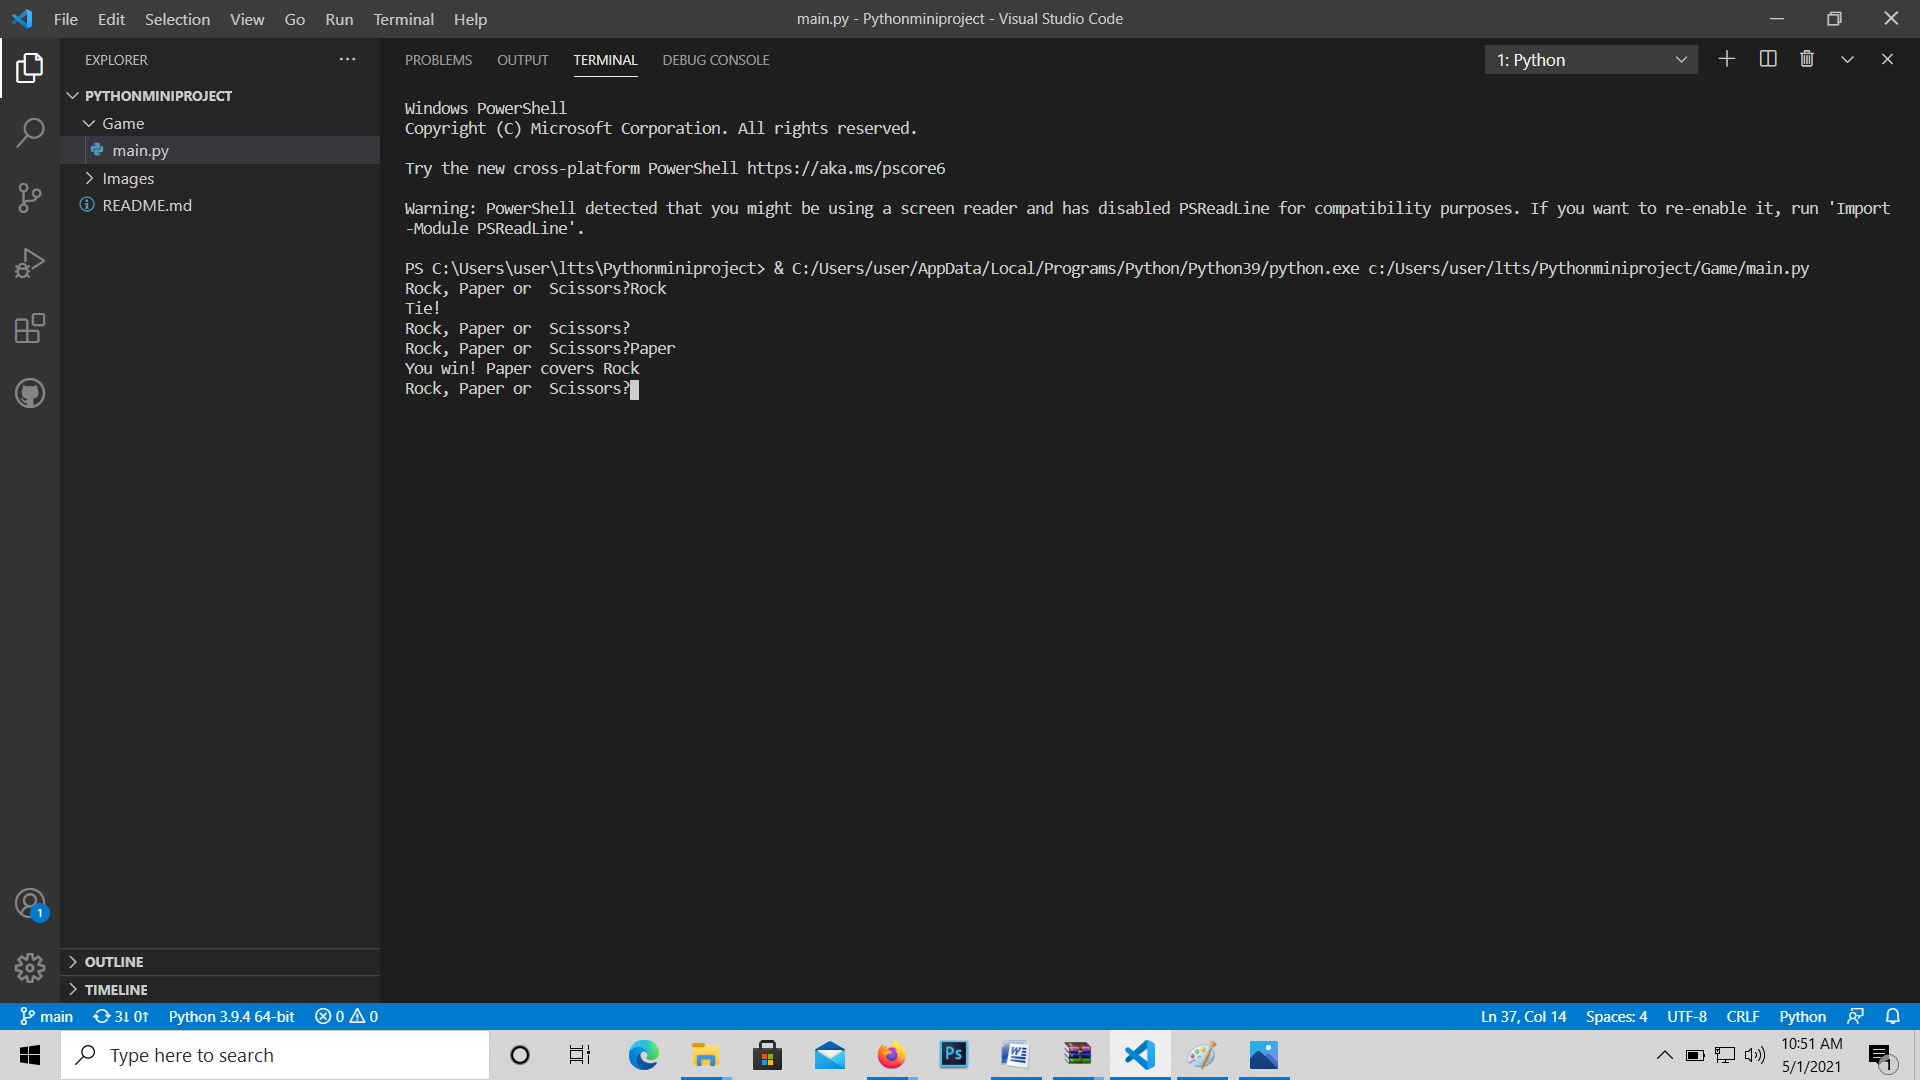 File Edit Selection View Go Run Terminal Help
main.py - Pythonminiproject - Visual Studio Code
EXPLORER
PYTHONMINIPROJECT
Game
main.py
Images
README.md
OUTLINE
TIMELINE
PROBLEMS OUTPUT TERMINAL DEBUG CONSOLE
1: Python
Windows PowerShell
Copyright (C) Microsoft Corporation. All rights reserved.
Try the new cross-platform PowerShell https://aka.ms/pscore6
Warning: PowerShell detected that you might be using a screen reader and has disabled PSReadLine for compatibility purposes. If you want to re-enable it, run 'Import
-Module PSReadLine'.
PS C:\Users\user\ltts\Pythonminiproject> & C:/Users/user/AppData/Local/Programs/Python/Python39/python.exe c:/Users/user/ltts/Pythonminiproject/Game/main.py
Rock, Paper or  Scissors?Rock
Tie!
Rock, Paper or  Scissors?
Rock, Paper or  Scissors?Paper
You win! Paper covers Rock
Rock, Paper or  Scissors?
1
main 3↓ 0↑ Python 3.9.4 64-bit 0 0
Ln 37, Col 14 Spaces: 4 UTF-8 CRLF Python
Type here to search
Ps
W
10:51 AM
5/1/2021
1